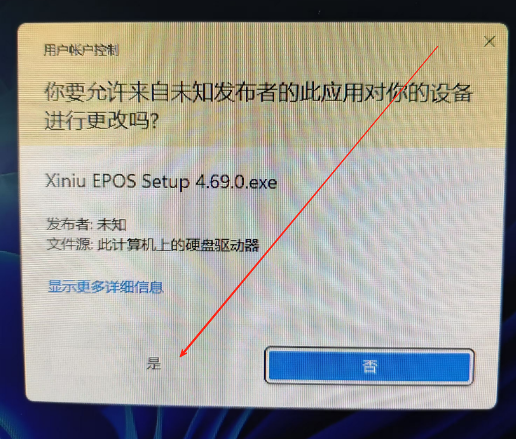 用户帐户控制
你要允许来自未知发布者的此应用对你的设备
进行更改吗?
Xiniu EPOS Setup 4.69.0.exe
发布者: 未知
文件源: 此计算机上的硬盘驱动器
显示更多详细信息
是
否